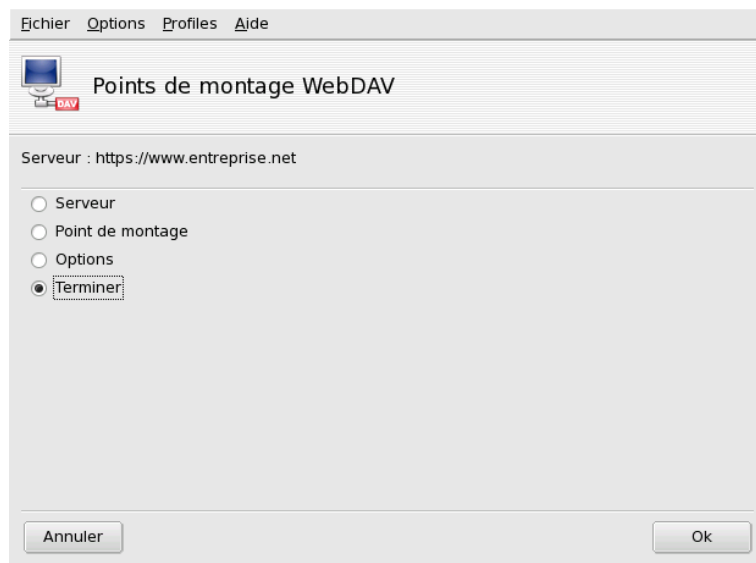 Fichier Options Profiles Aide
DAV
Points de montage WebDAV
Serveur : https://www.entreprise.net
Serveur
Point de montage
Options
Terminer
Annuler Ok